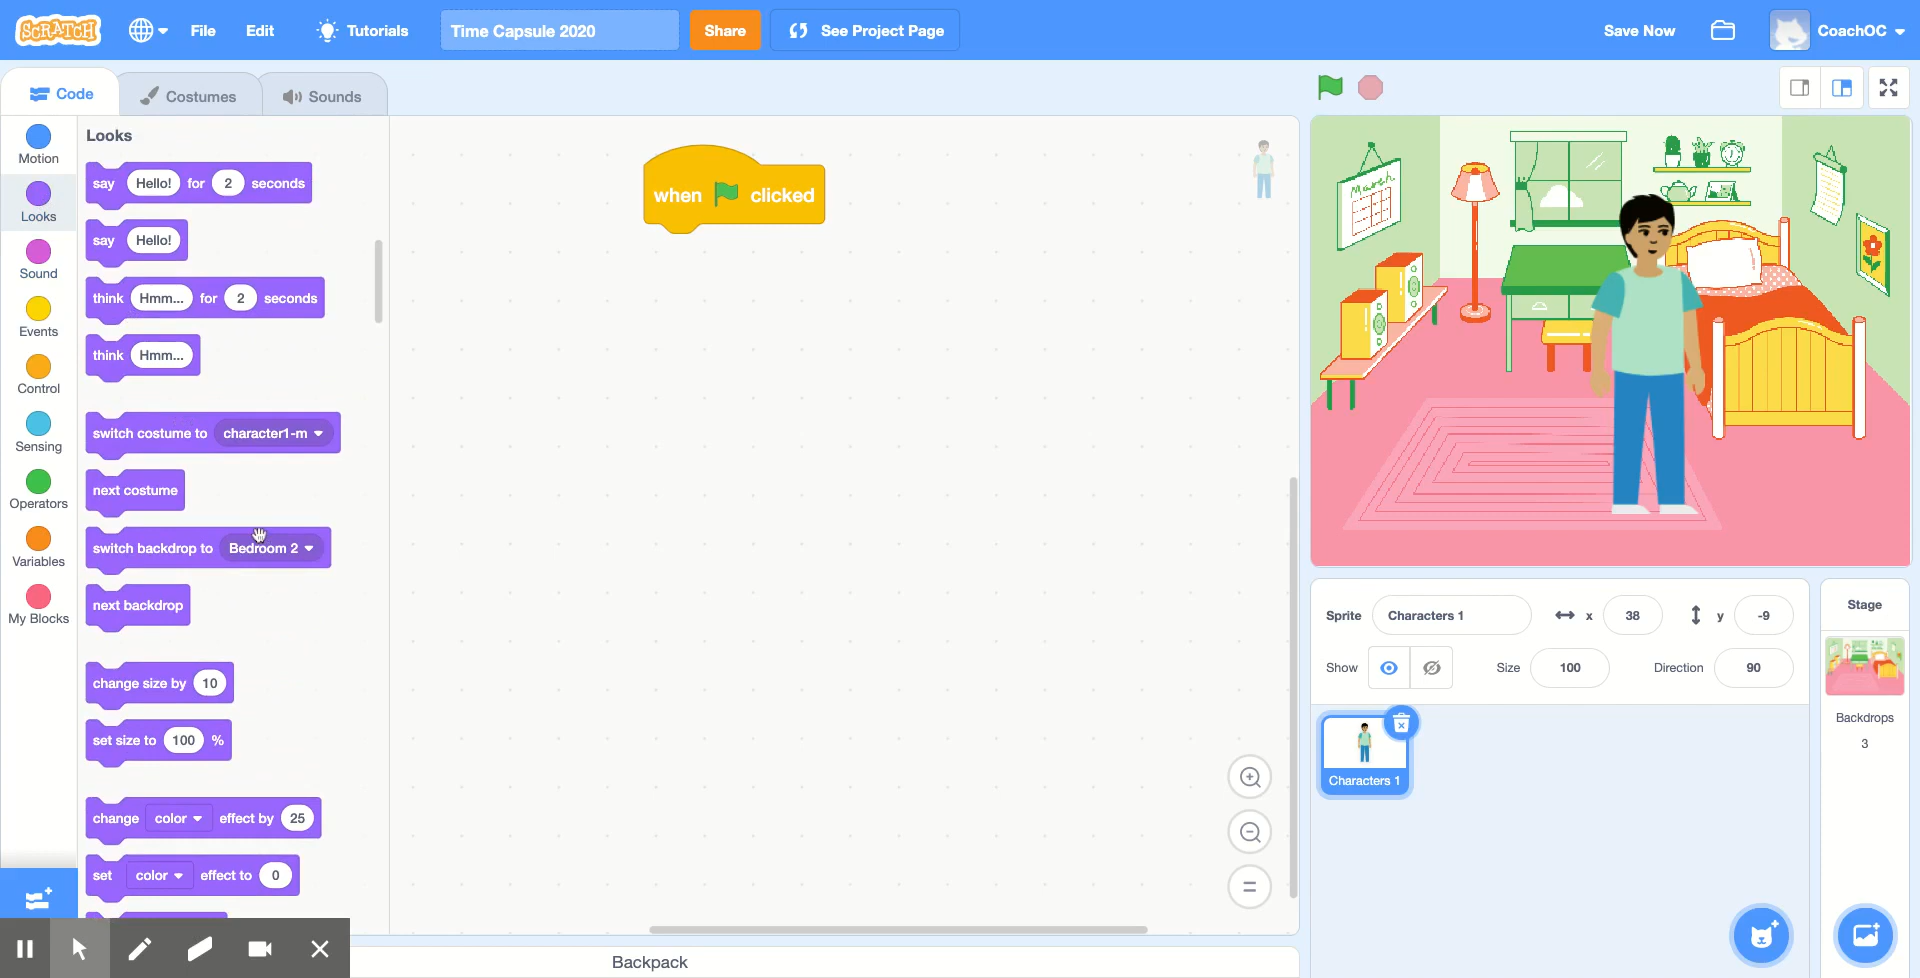 SCRATCH File Edit Tutorials Time Capsule 2020 Share See Project Page Save Now CoachOC
Code Costumes Sounds
Motion
Looks
Sound
Events
Control
Sensing
Operators
Variables
My Blocks
Looks
say Hello! for 2 seconds
say Hello!
think Hmm... for 2 seconds
think Hmm...
switch costume to character1-m
next costume
switch backdrop to Bedroom 2
next backdrop
change size by 10
set size to 100 %
change color effect by 25
set color effect to 0
when clicked
Backpack
March
Sprite Characters 1 x 38 y -9
Show Size 100 Direction 90
Characters 1
Stage
Backdrops
3